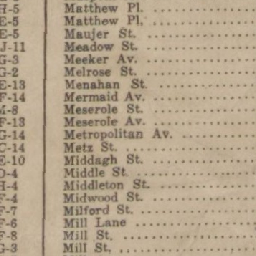 H-5 Matthew Pl.
E-5 Matthew Pl.
E-5 Maujer St.
J-11 Meadow St.
G-3 Meeker Av.
G-2 Melrose St.
E-13 Menahan St.
F-14 Mermaid Av.
M-8 Meserole St.
F-13 Meserole Av.
G-14 Metropolitan Av.
C-14 Metz St.
E-10 Middagh St.
D-4 Middle St.
H-4 Middleton St.
F-4 Midwood St.
F-7 Milford St.
F-6 Mill Lane
F-8 Mill St.
G-3 Mill St.